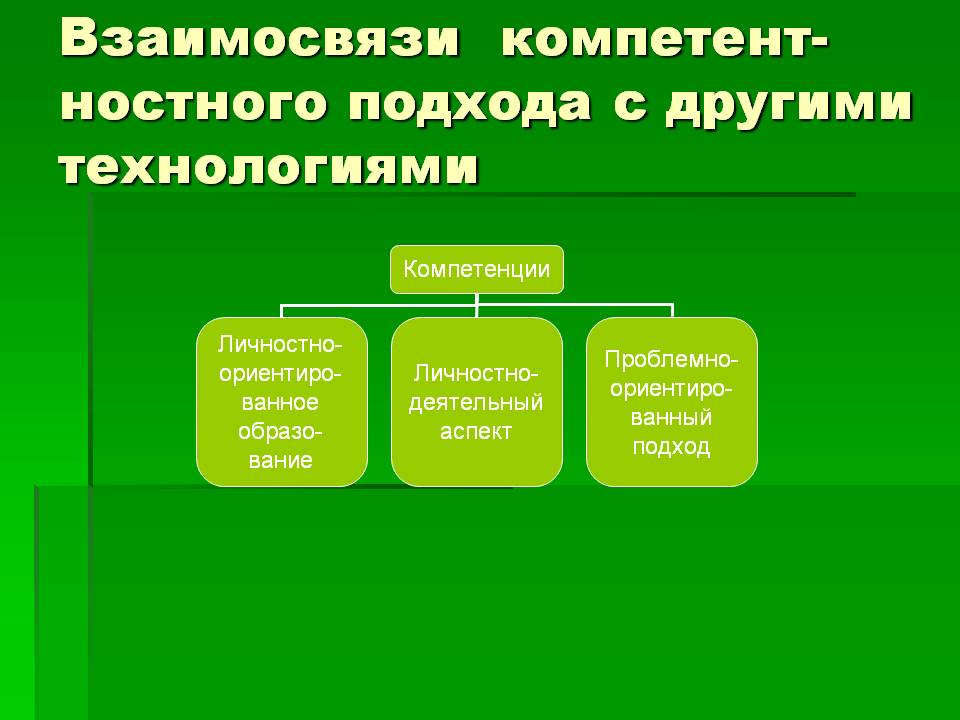 Взаимосвязи компетент-
ностного подхода с другими
технологиями
Компетенции
Личностно-
ориентиро-
ванное
образо-
вание
Личностно-
деятельный
аспект
Проблемно-
ориентиро-
ванный
подход